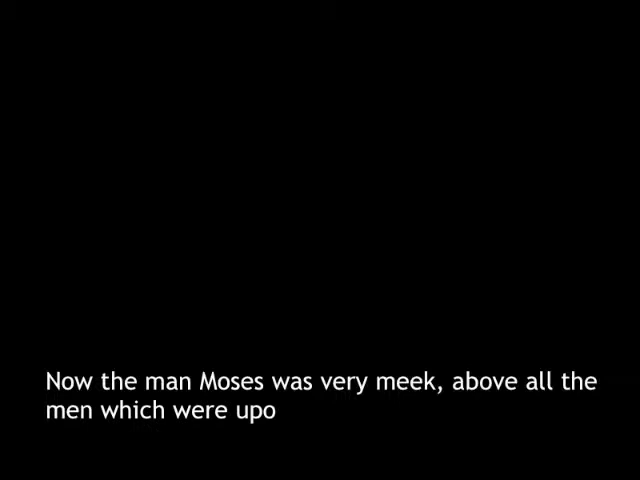 Now the man Moses was very meek, above all the
men which were upo